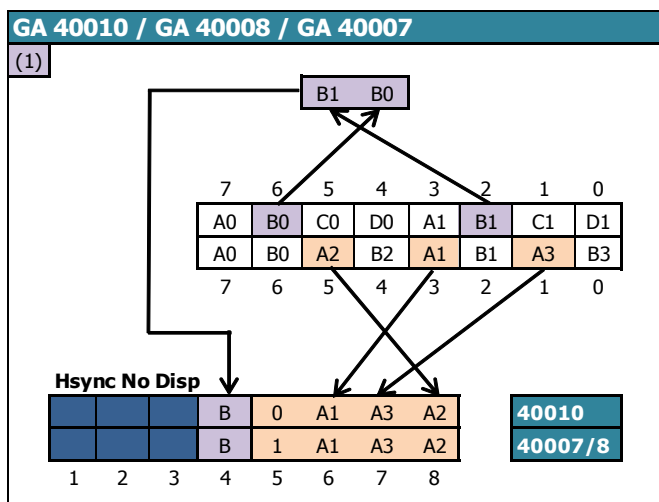 GA 40010 / GA 40008 / GA 40007
(1)
B1 B0
7 6 5 4 3 2 1 0
A0 B0 C0 D0 A1 B1 C1 D1
A0 B0 A2 B2 A1 B1 A3 B3
7 6 5 4 3 2 1 0
Hsync No Disp
B 0 A1 A3 A2 40010
B 1 A1 A3 A2 40007/8
1 2 3 4 5 6 7 8